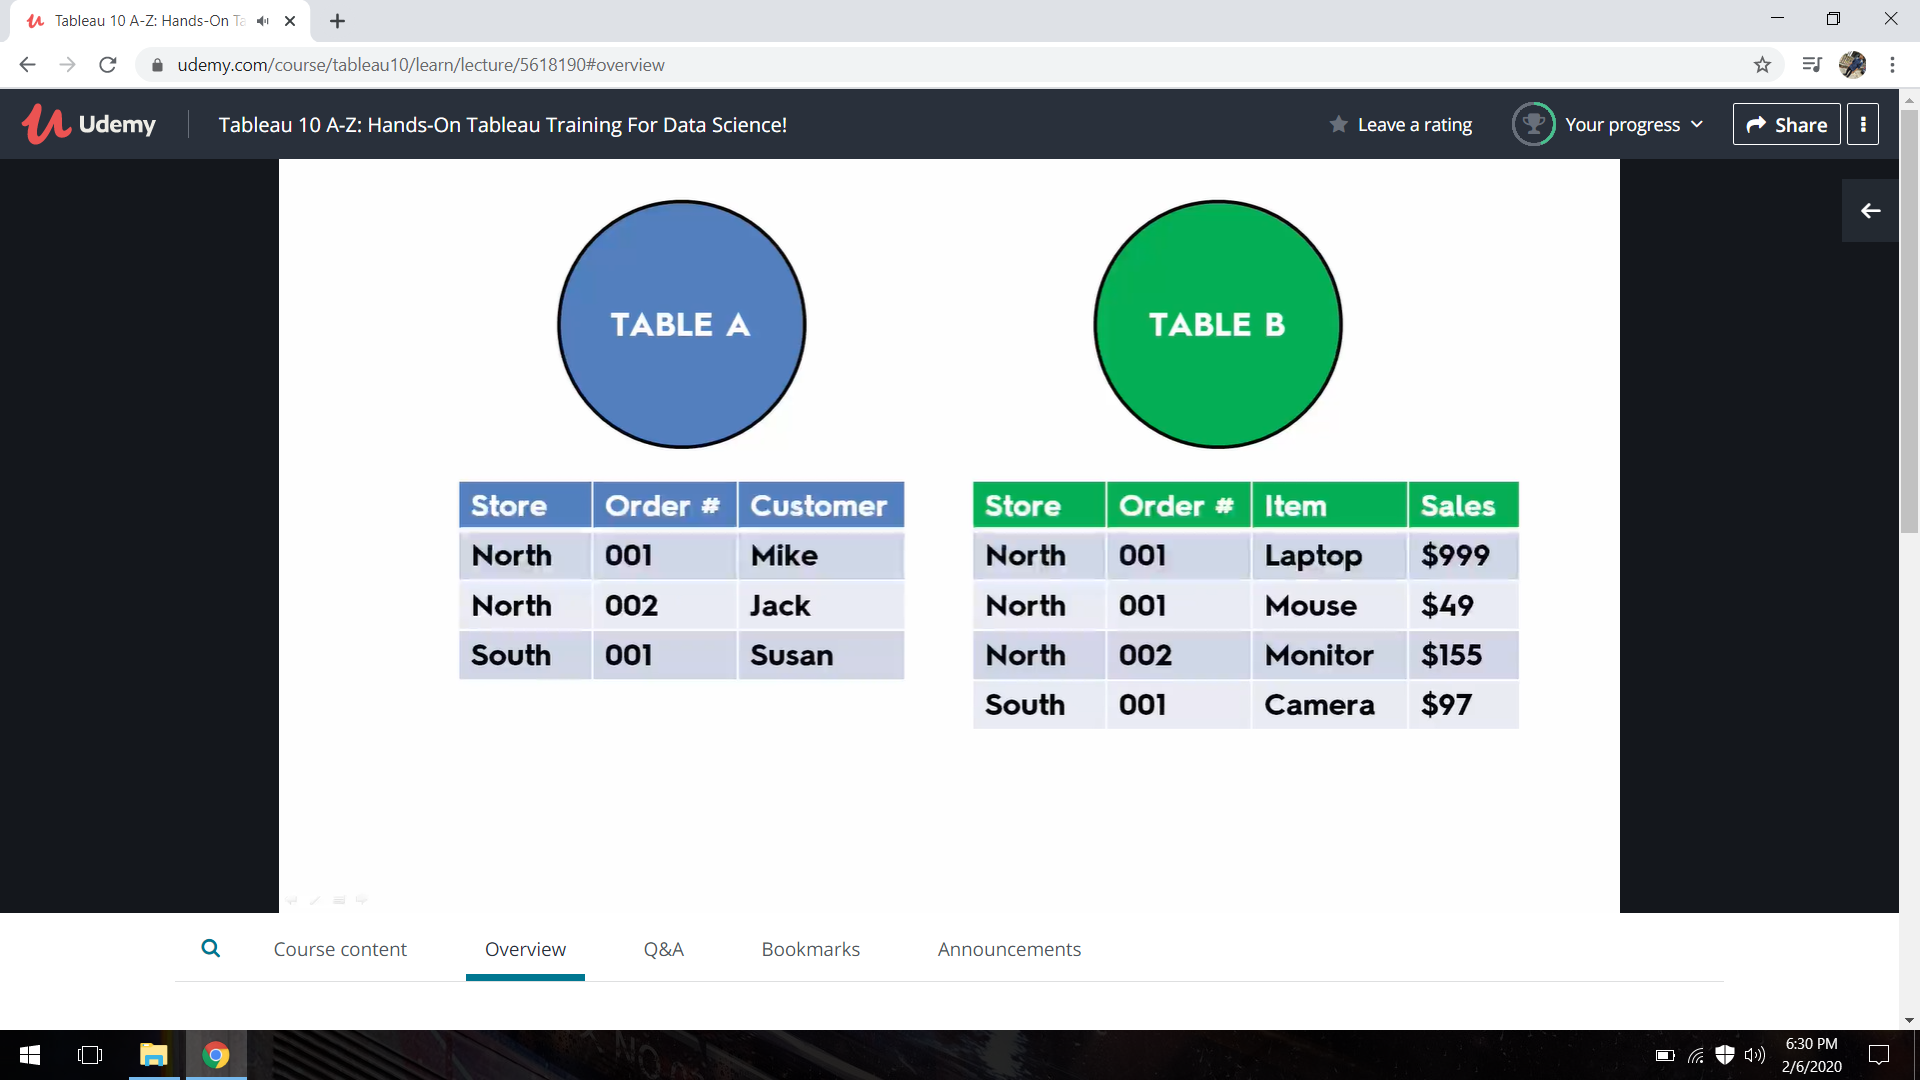 Tableau 10 A-Z: Hands-On Ta
udemy.com/course/tableau10/learn/lecture/5618190#overview
Udemy Tableau 10 A-Z: Hands-On Tableau Training For Data Science! Leave a rating Your progress Share
TABLE A TABLE B
Store Order # Customer
North 001 Mike
North 002 Jack
South 001 Susan
Store Order # Item Sales
North 001 Laptop $999
North 001 Mouse $49
North 002 Monitor $155
South 001 Camera $97
Course content Overview Q&A Bookmarks Announcements
6:30 PM
2/6/2020